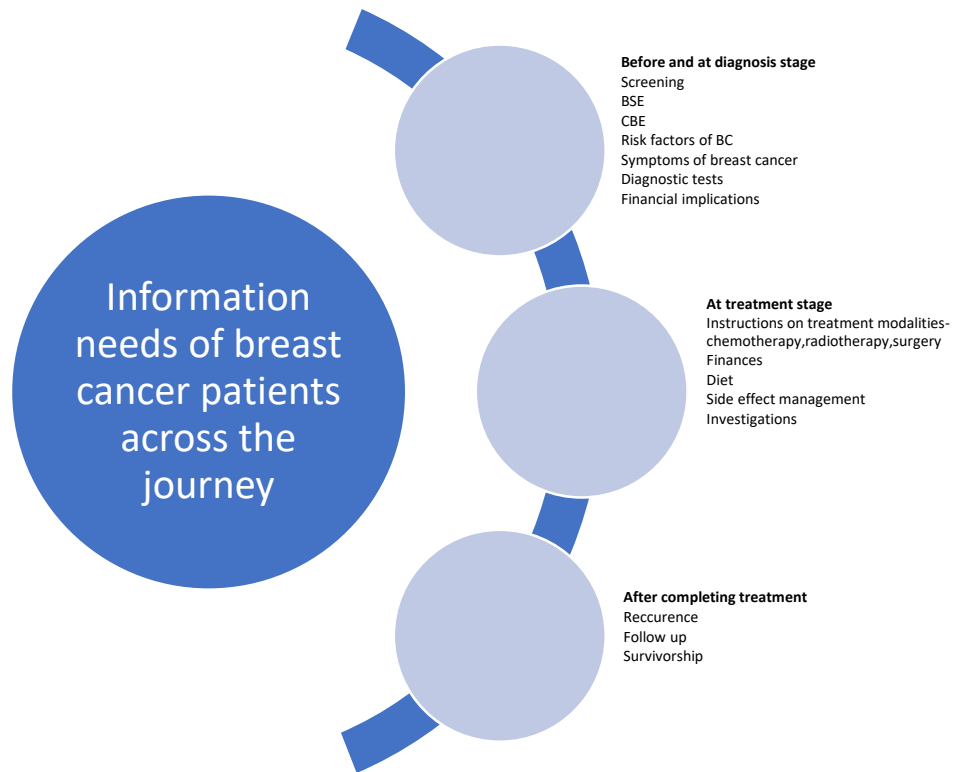 Information
needs of breast
cancer patients
across the
journey
Before and at diagnosis stage
Screening
BSE
CBE
Risk factors of BC
Symptoms of breast cancer
Diagnostic tests
Financial implications
At treatment stage
Instructions on treatment modalities-
chemotherapy,radiotherapy,surgery
Finances
Diet
Side effect management
Investigations
After completing treatment
Reccurence
Follow up
Survivorship